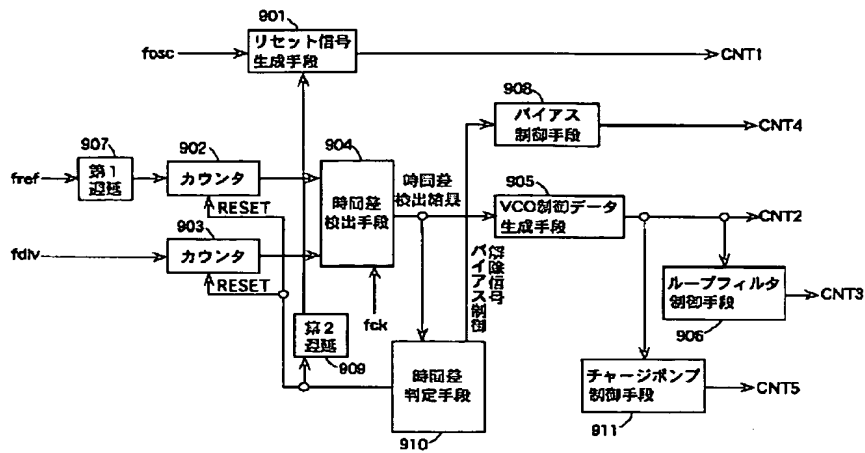 901
fosc
リセット信号
生成手段
CNT1
908
バイアス
制御手段
CNT4
907
902
904
fref
第1
遅延
カウンタ
時間差
検出手段
時間差
検出結果
905
VCO制御データ
生成手段
CNT2
RESET
903
fdiv
カウンタ
バイアス制御
信号
ループフィルタ
制御手段
CNT3
RESET
fck
906
第2
遅延
909
時間差
判定手段
チャージポンプ
制御手段
CNT5
910
911